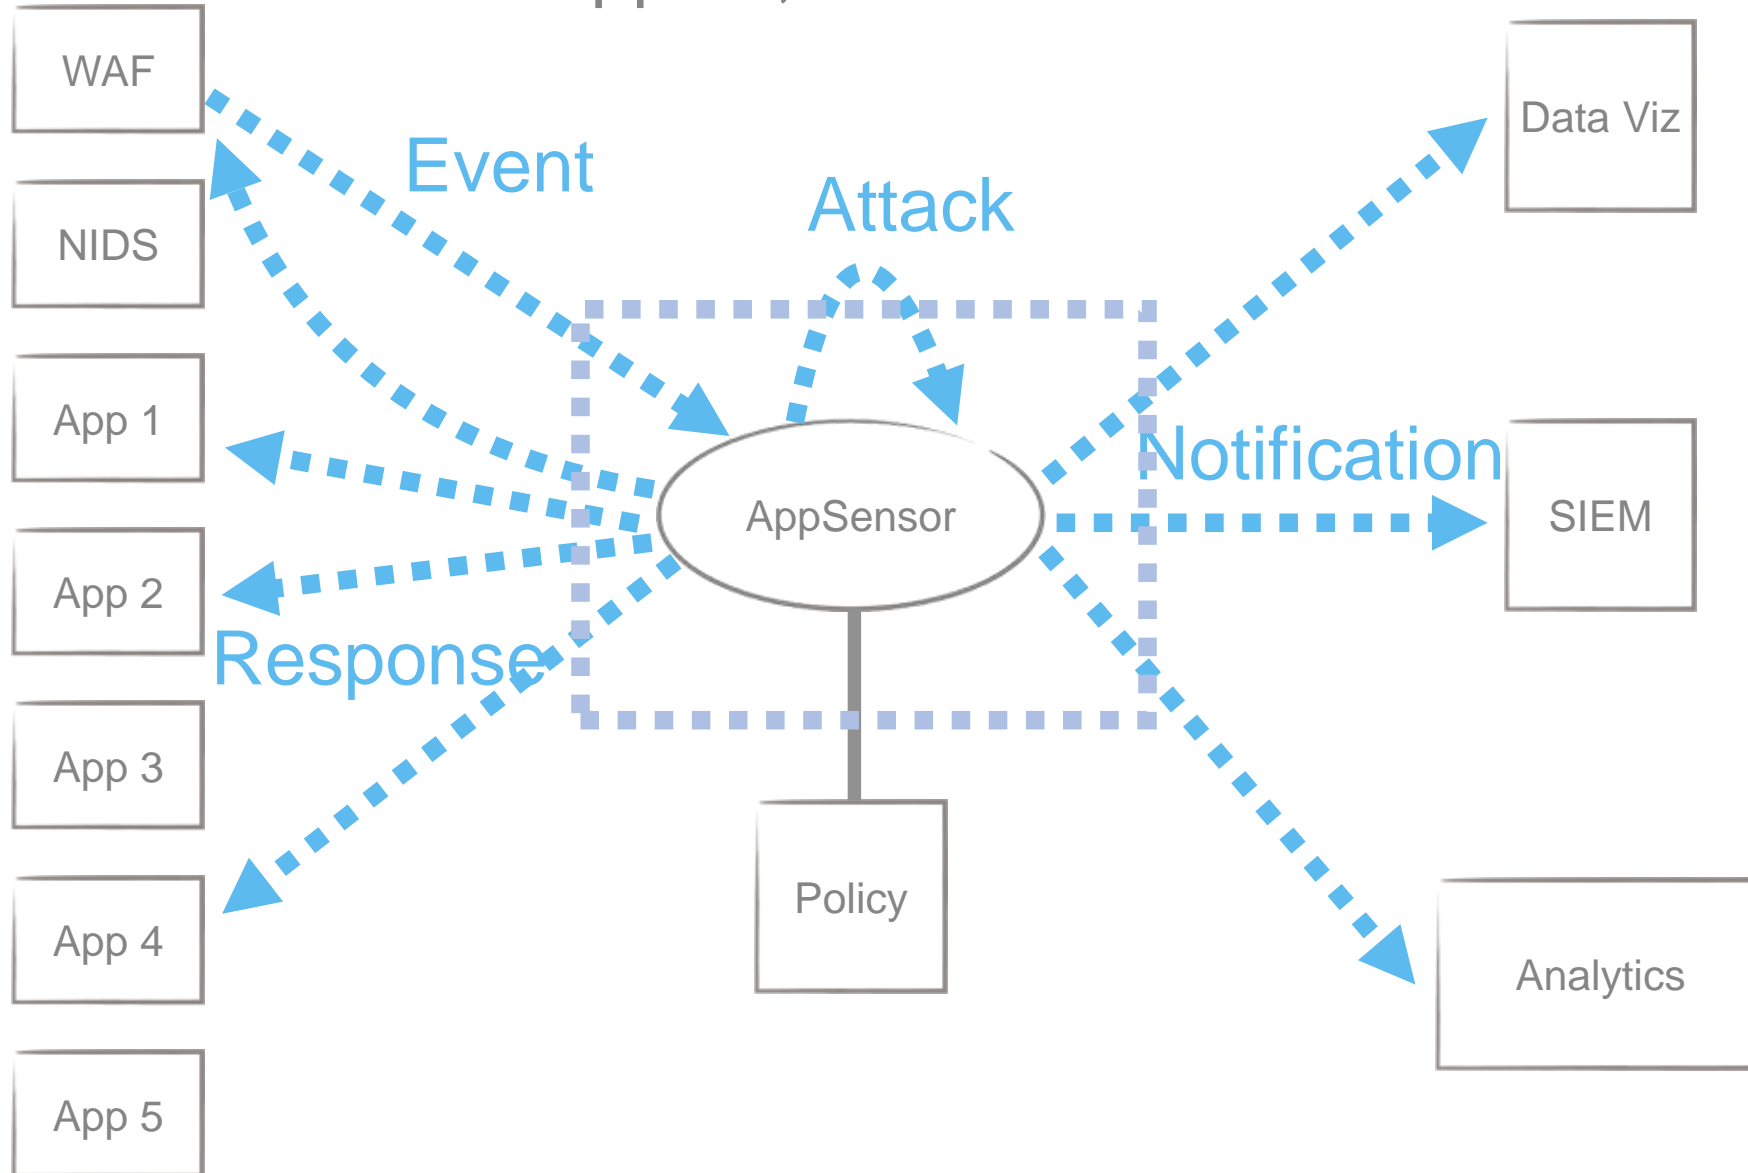 WAF
Data Viz
Event
Attack
NIDS
App 1
Notification
AppSensor
SIEM
App 2
Response
App 3
Policy
App 4
Analytics
App 5